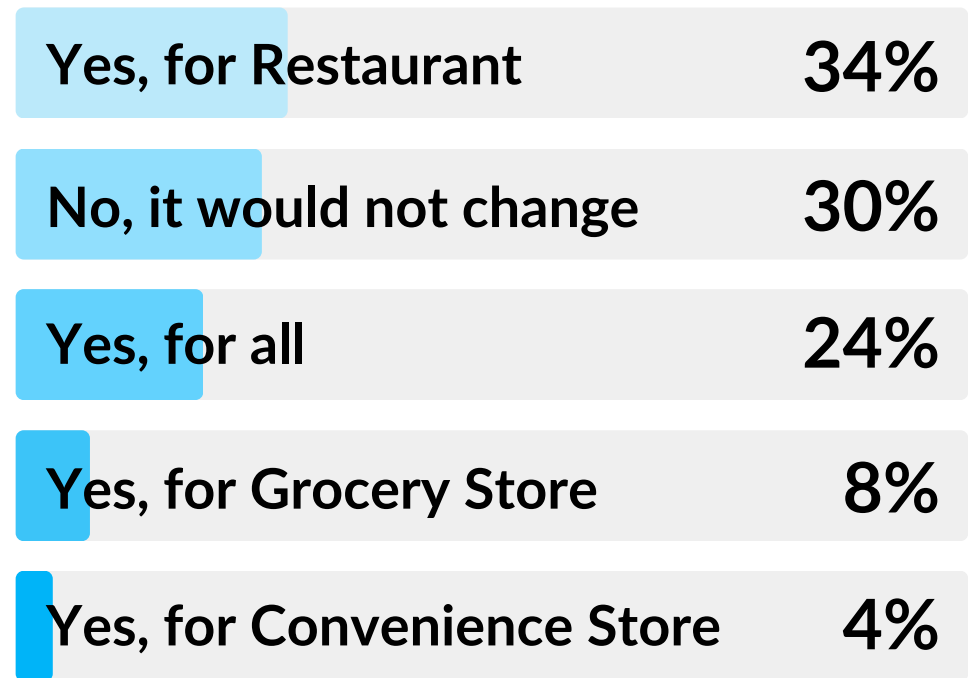 Yes, for Restaurant 34%
No, it would not change 30%
Yes, for all 24%
Yes, for Grocery Store 8%
Yes, for Convenience Store 4%